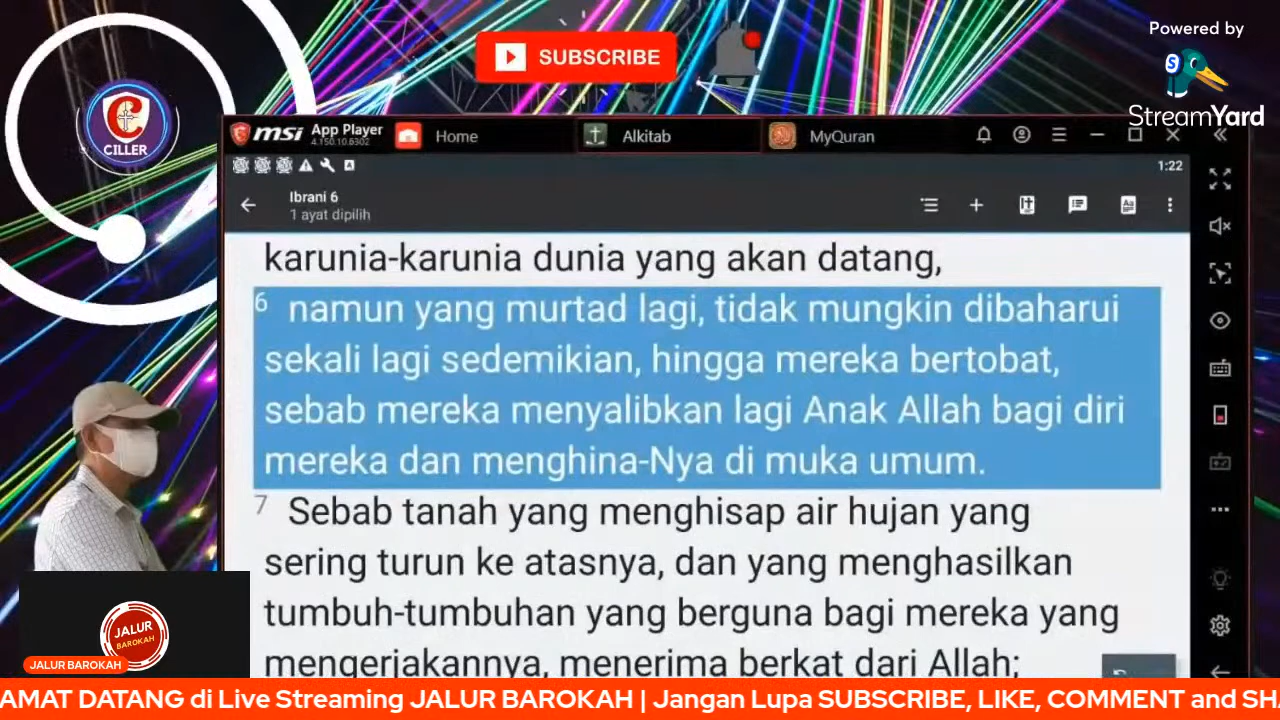 Powered by
StreamYard
SUBSCRIBE
CILLER
msi App Player
4.150.10.6302
Home
Alkitab
MyQuran
1:22
Ibrani 6
1 ayat dipilih
karunia-karunia dunia yang akan datang,
6 namun yang murtad lagi, tidak mungkin dibaharui
sekali lagi sedemikian, hingga mereka bertobat,
sebab mereka menyalibkan lagi Anak Allah bagi diri
mereka dan menghina-Nya di muka umum.
7 Sebab tanah yang menghisap air hujan yang
sering turun ke atasnya, dan yang menghasilkan
tumbuh-tumbuhan yang berguna bagi mereka yang
mengerjakannya, menerima berkat dari Allah;
JALUR
BAROKAH
JALUR BAROKAH
AMAT DATANG di Live Streaming JALUR BAROKAH | Jangan Lupa SUBSCRIBE, LIKE, COMMENT and SHA